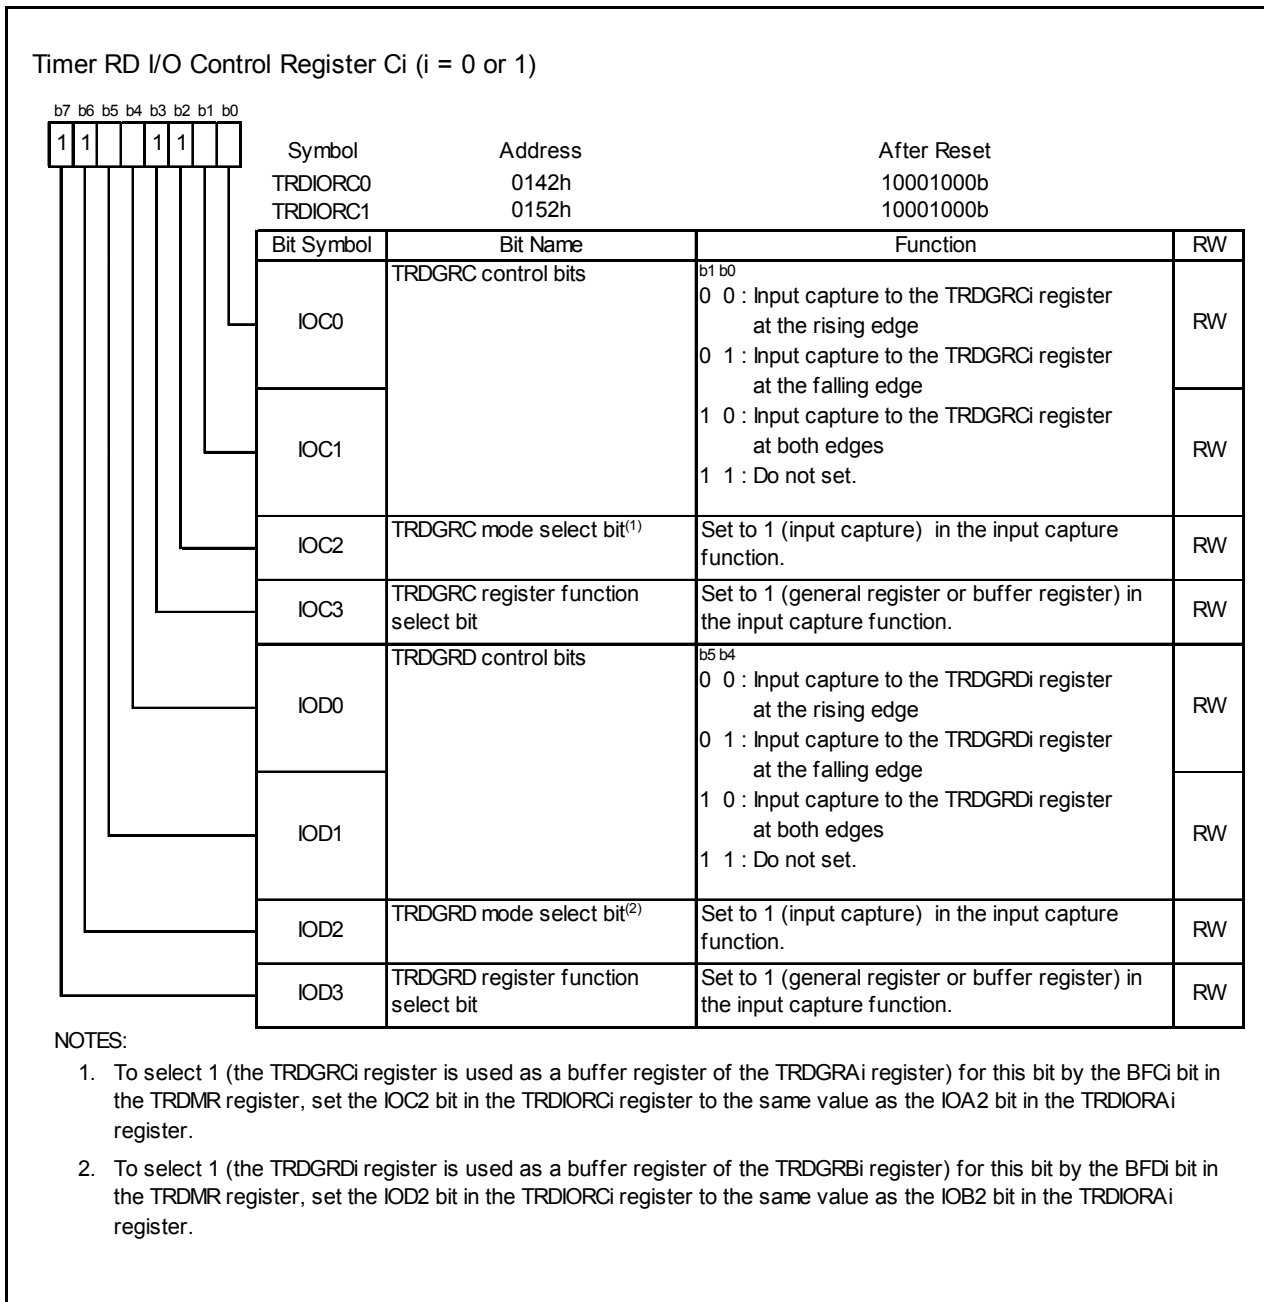 Timer RD I/O Control Register Ci (i = 0 or 1)
b7 b6 b5 b4 b3 b2 b1 b0
1 1 1 1
Symbol Address After Reset
TRDIORC0 0142h 10001000b
TRDIORC1 0152h 10001000b
Bit Symbol Bit Name Function RW
IOC0 TRDGRC control bits b1 b0
0 0 : Input capture to the TRDGRCi register
at the rising edge
RW
0 1 : Input capture to the TRDGRCi register
at the falling edge
IOC1
1 0 : Input capture to the TRDGRCi register
at both edges
RW
1 1 : Do not set.
IOC2 TRDGRC mode select bit(1) Set to 1 (input capture) in the input capture
function.
RW
IOC3 TRDGRC register function Set to 1 (general register or buffer register) in
select bit the input capture function.
RW
IOD0 TRDGRD control bits b5 b4
0 0 : Input capture to the TRDGRDi register
at the rising edge
RW
0 1 : Input capture to the TRDGRDi register
at the falling edge
IOD1
1 0 : Input capture to the TRDGRDi register
at both edges
RW
1 1 : Do not set.
IOD2 TRDGRD mode select bit(2) Set to 1 (input capture) in the input capture
function.
RW
IOD3 TRDGRD register function Set to 1 (general register or buffer register) in
select bit the input capture function.
RW
NOTES:
1. To select 1 (the TRDGRCi register is used as a buffer register of the TRDGRAi register) for this bit by the BFCi bit in
the TRDMR register, set the IOC2 bit in the TRDIORCi register to the same value as the IOA2 bit in the TRDIORAi
register.
2. To select 1 (the TRDGRDi register is used as a buffer register of the TRDGRBi register) for this bit by the BFDi bit in
the TRDMR register, set the IOD2 bit in the TRDIORCi register to the same value as the IOB2 bit in the TRDIORAi
register.